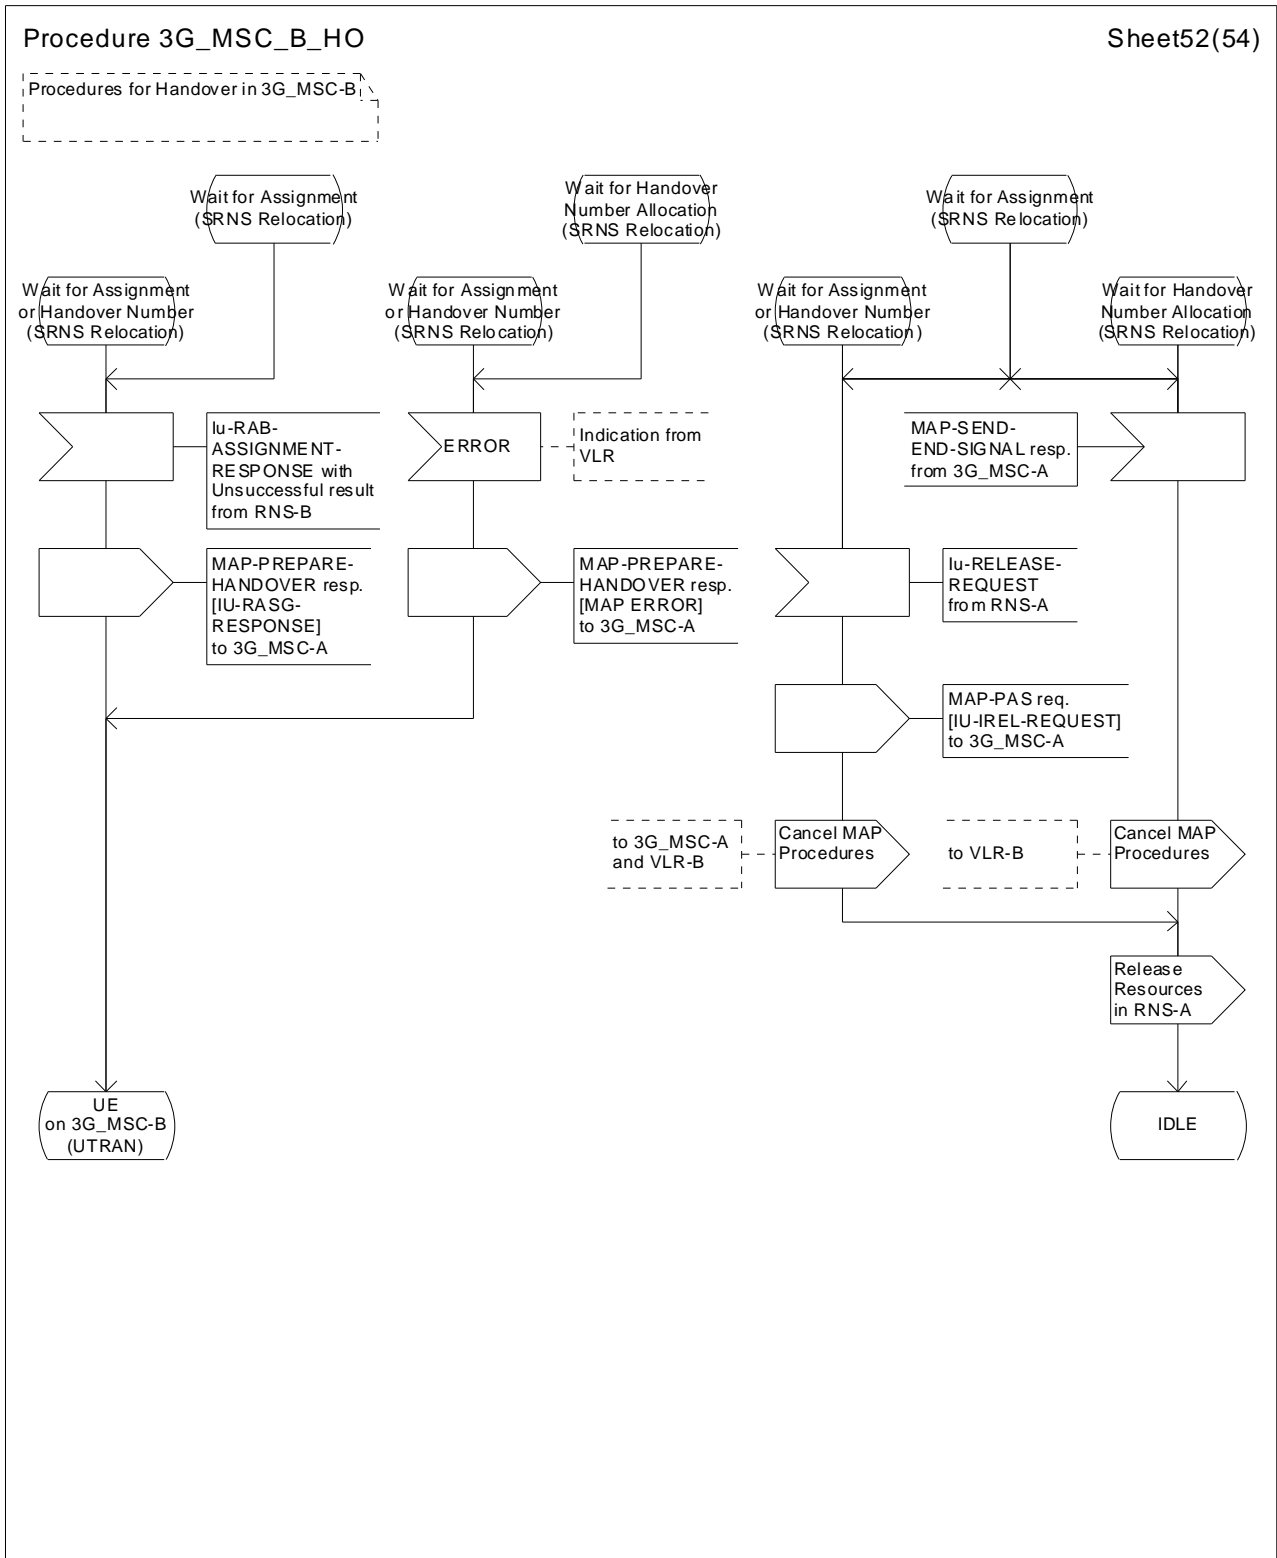 Procedure 3G_MSC_B_HO
Sheet52(54)
Procedures for Handover in 3G_MSC-B
Wait for Assignment
(SRNS Relocation)
Wait for Handover
Number Allocation
(SRNS Relocation)
Wait for Assignment
(SRNS Relocation)
Wait for Assignment
or Handover Number
(SRNS Relocation)
Wait for Assignment
or Handover Number
(SRNS Relocation)
Wait for Assignment
or Handover Number
(SRNS Relocation)
Wait for Handover
Number Allocation
(SRNS Relocation)
Iu-RAB-
ASSIGNMENT-
RESPONSE with
Unsuccessful result
from RNS-B
ERROR
Indication from
VLR
MAP-SEND-
END-SIGNAL resp.
from 3G_MSC-A
MAP-PREPARE-
HANDOVER resp.
[IU-RASG-
RESPONSE]
to 3G_MSC-A
MAP-PREPARE-
HANDOVER resp.
[MAP ERROR]
to 3G_MSC-A
Iu-RELEASE-
REQUEST
from RNS-A
MAP-PAS req.
[IU-IREL-REQUEST]
to 3G_MSC-A
to 3G_MSC-A
and VLR-B
Cancel MAP
Procedures
to VLR-B
Cancel MAP
Procedures
Release
Resources
in RNS-A
UE
on 3G_MSC-B
(UTRAN)
IDLE